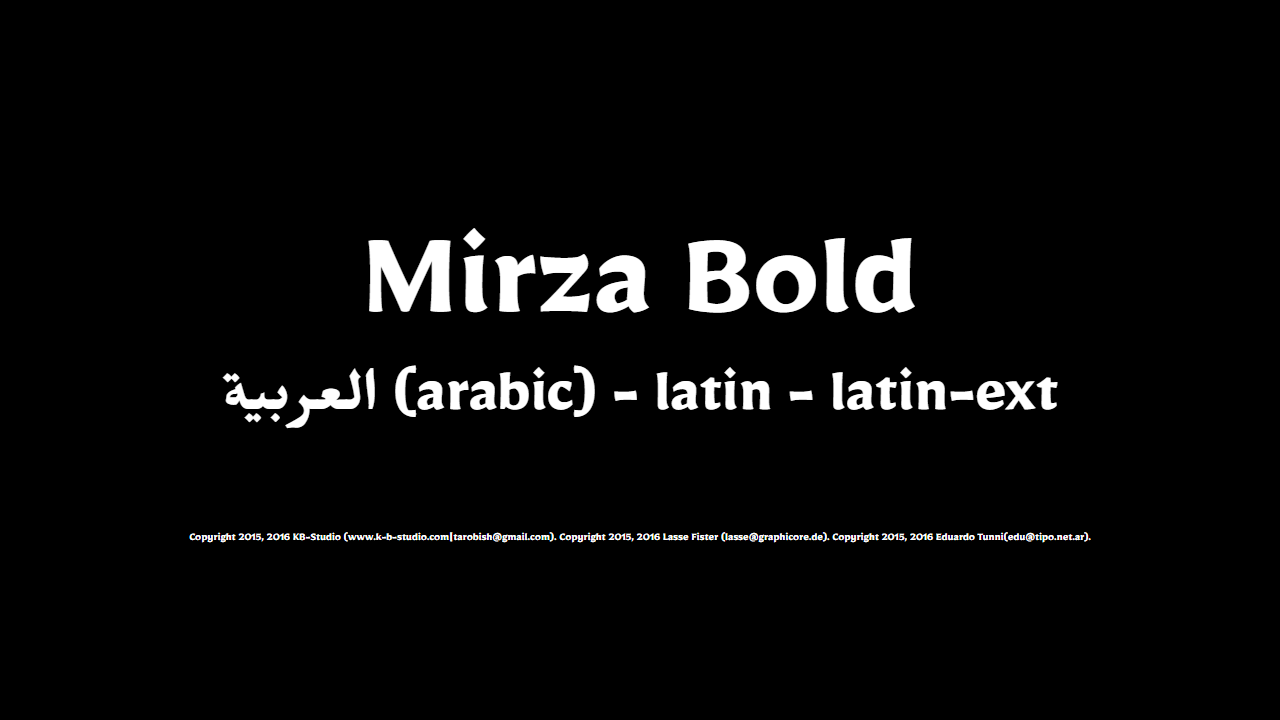 Mirza Bold
العربية (arabic) - latin - latin-ext
Copyright 2015, 2016 KB-Studio (www.k-b-studio.com|tarobish@gmail.com). Copyright 2015, 2016 Lasse Fister (lasse@graphicore.de). Copyright 2015, 2016 Eduardo Tunni(edu@tipo.net.ar).